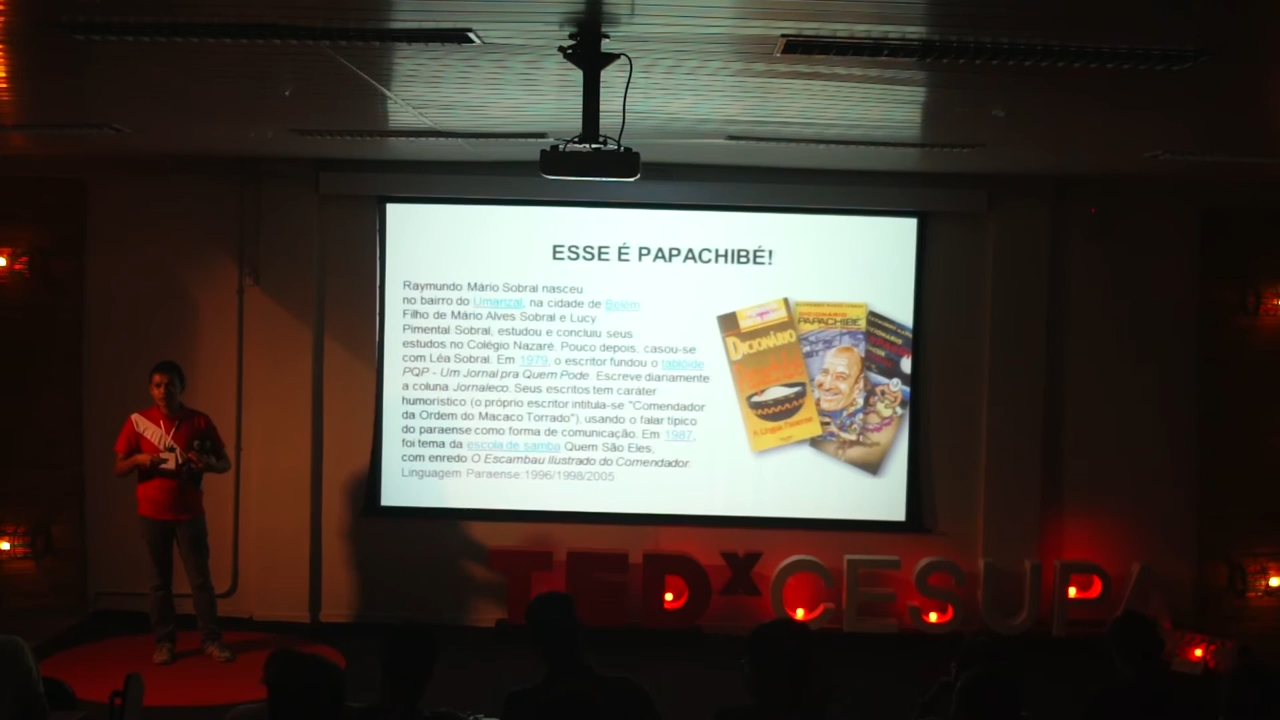 ESSE É PAPACHIBÉ!
Raymundo Mário Sobral nasceu
no bairro do Umarizal, na cidade de Belém
Filho de Mário Alves Sobral e Lucy
Pimental Sobral, estudou e concluiu seus
estudos no Colégio Nazaré. Pouco depois, casou-se
com Léa Sobral. Em 1979, o escritor fundou o tabloide
PQP - Um Jornal pra Quem Pode. Escreve diariamente
a coluna Jornaleco. Seus escritos tem caráter
humorístico (o próprio escritor intitula-se "Comendador
da Ordem do Macaco Torrado"), usando o falar típico
do paraense como forma de comunicação. Em 1987,
foi tema da escola de samba Quem São Eles,
com enredo O Escambau Ilustrado do Comendador.
Linguagem Paraense:1996/1998/2005
DICIONÁRIO
DICIONÁRIO
PAPACHIBÉ
TEDxCESUPA